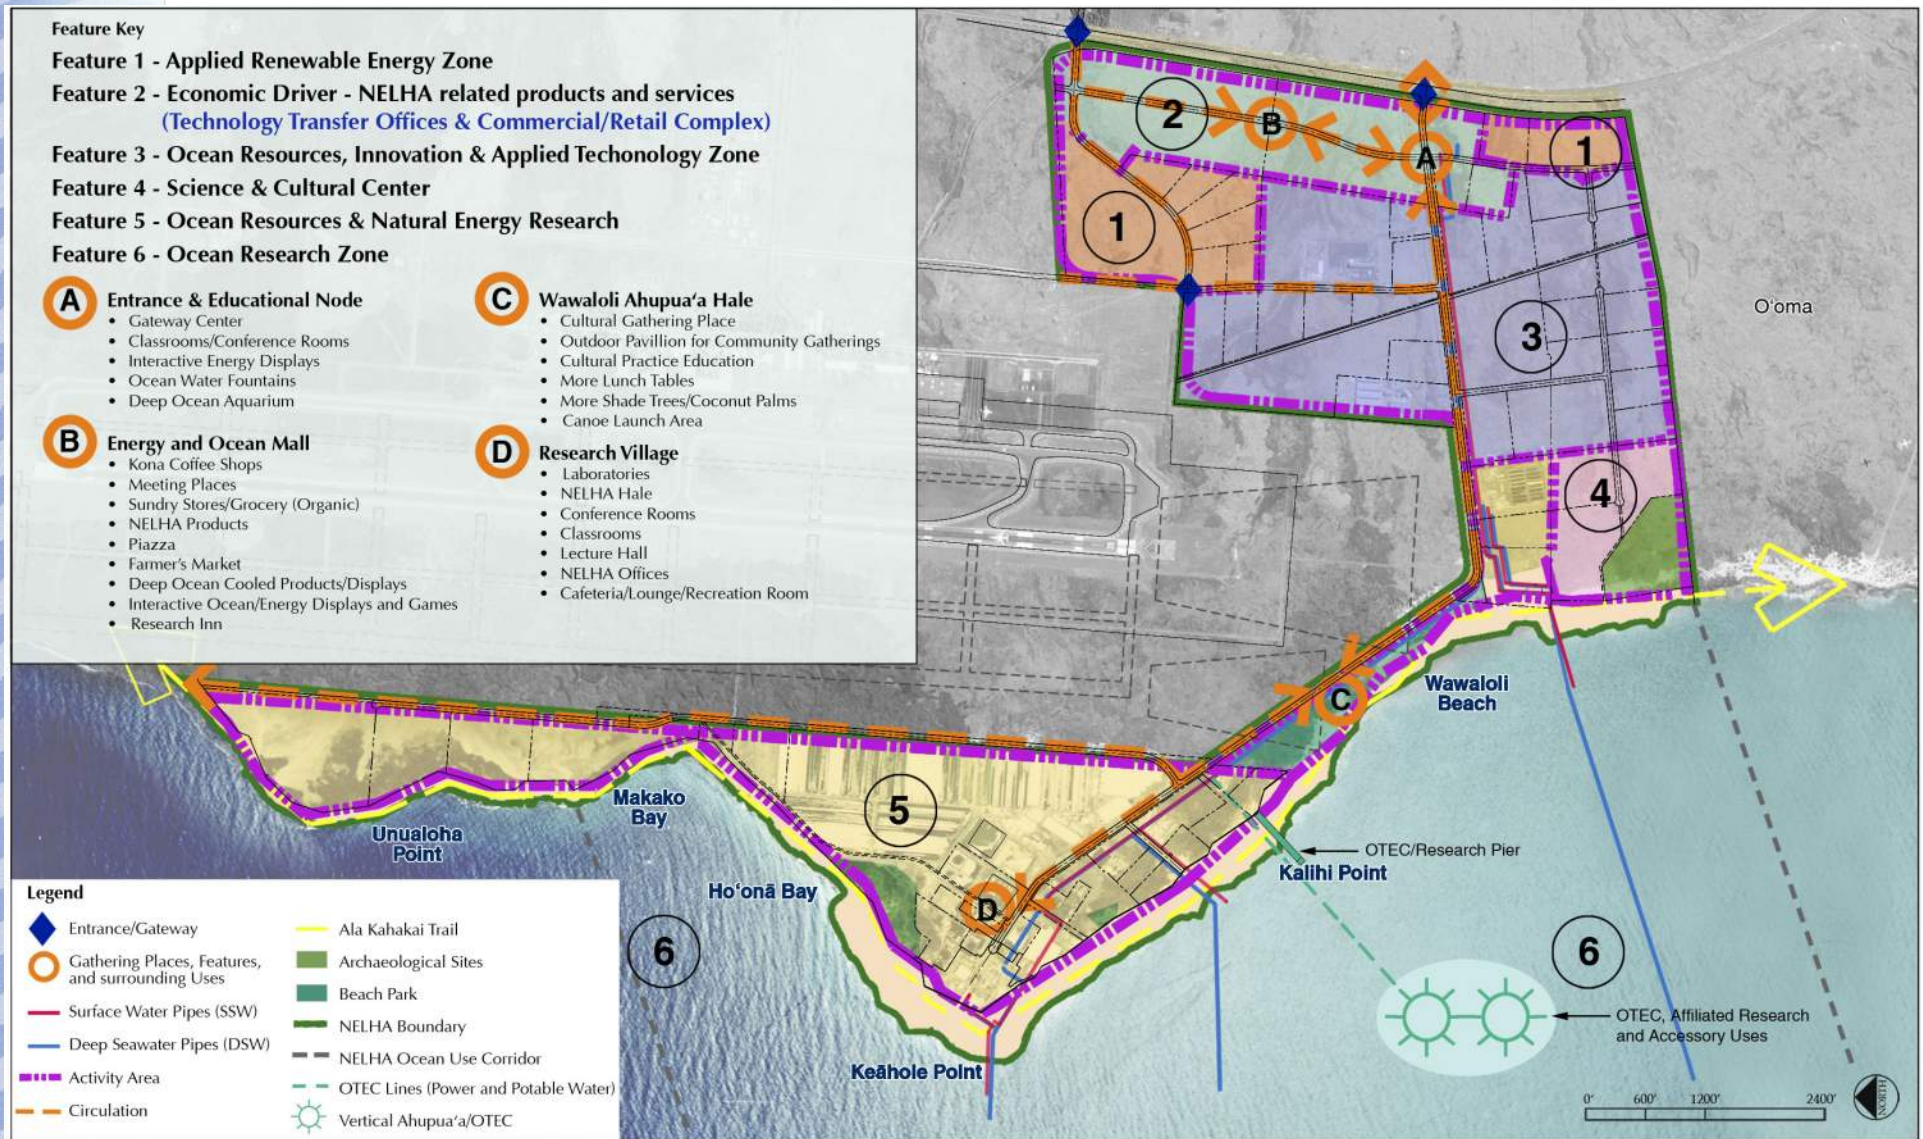 Feature Key
Feature 1 - Applied Renewable Energy Zone
Feature 2 - Economic Driver - NELHA related products and services
(Technology Transfer Offices & Commercial/Retail Complex)
Feature 3 - Ocean Resources, Innovation & Applied Techonology Zone
Feature 4 - Science & Cultural Center
Feature 5 - Ocean Resources & Natural Energy Research
Feature 6 - Ocean Research Zone
A Entrance & Educational Node
• Gateway Center
• Classrooms/Conference Rooms
• Interactive Energy Displays
• Ocean Water Fountains
• Deep Ocean Aquarium
B Energy and Ocean Mall
• Kona Coffee Shops
• Meeting Places
• Sundry Stores/Grocery (Organic)
• NELHA Products
• Piazza
• Farmer's Market
• Deep Ocean Cooled Products/Displays
• Interactive Ocean/Energy Displays and Games
• Research Inn
C Wawaloli Ahupua‘a Hale
• Cultural Gathering Place
• Outdoor Pavillion for Community Gatherings
• Cultural Practice Education
• More Lunch Tables
• More Shade Trees/Coconut Palms
• Canoe Launch Area
D Research Village
• Laboratories
• NELHA Hale
• Conference Rooms
• Classrooms
• Lecture Hall
• NELHA Offices
• Cafeteria/Lounge/Recreation Room
2
B
A
1
1
3
O‘oma
4
C
Wawaloli
Beach
5
Makako
Bay
Unualoha
Point
Ho‘onā Bay
D
OTEC/Research Pier
Kalihi Point
6
6
OTEC, Affiliated Research
and Accessory Uses
Keāhole Point
Legend
Entrance/Gateway
Gathering Places, Features,
and surrounding Uses
Surface Water Pipes (SSW)
Deep Seawater Pipes (DSW)
Activity Area
Circulation
Ala Kahakai Trail
Archaeological Sites
Beach Park
NELHA Boundary
NELHA Ocean Use Corridor
OTEC Lines (Power and Potable Water)
Vertical Ahupua‘a/OTEC
0' 600' 1200' 2400'
NORTH